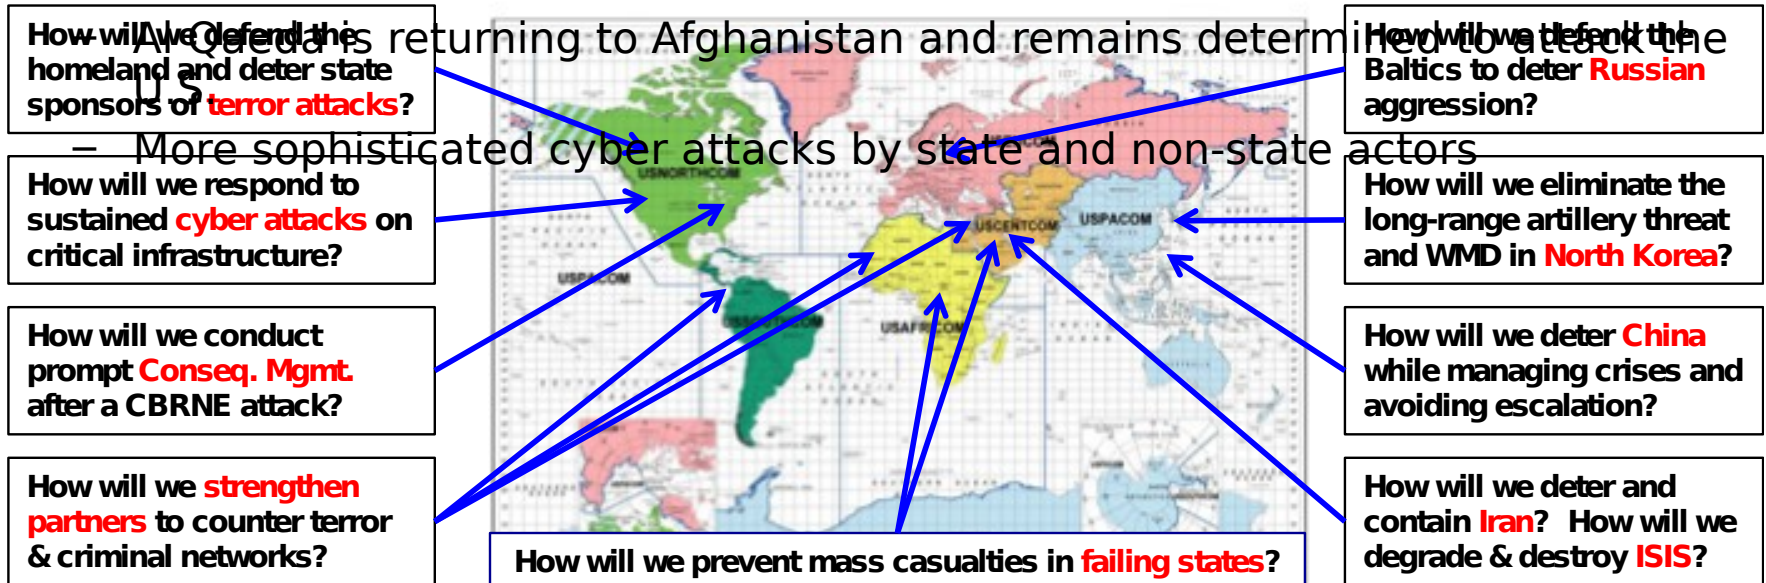 – Al Qaeda is returning to Afghanistan and remains determined to attack the
U.S.
– More sophisticated cyber attacks by state and non-state actors
How will we defend the
homeland and deter state
sponsors of terror attacks?
How will we respond to
sustained cyber attacks on
critical infrastructure?
How will we conduct
prompt Conseq. Mgmt.
after a CBRNE attack?
How will we strengthen
partners to counter terror
& criminal networks?
USNORTHCOM
USPACOM
USSOUTHCOM
USEUCOM
USCENTCOM
USPACOM
USAFRICOM
How will we prevent mass casualties in failing states?
How will we defend the
Baltics to deter Russian
aggression?
How will we eliminate the
long-range artillery threat
and WMD in North Korea?
How will we deter China
while managing crises and
avoiding escalation?
How will we deter and
contain Iran? How will we
degrade & destroy ISIS?